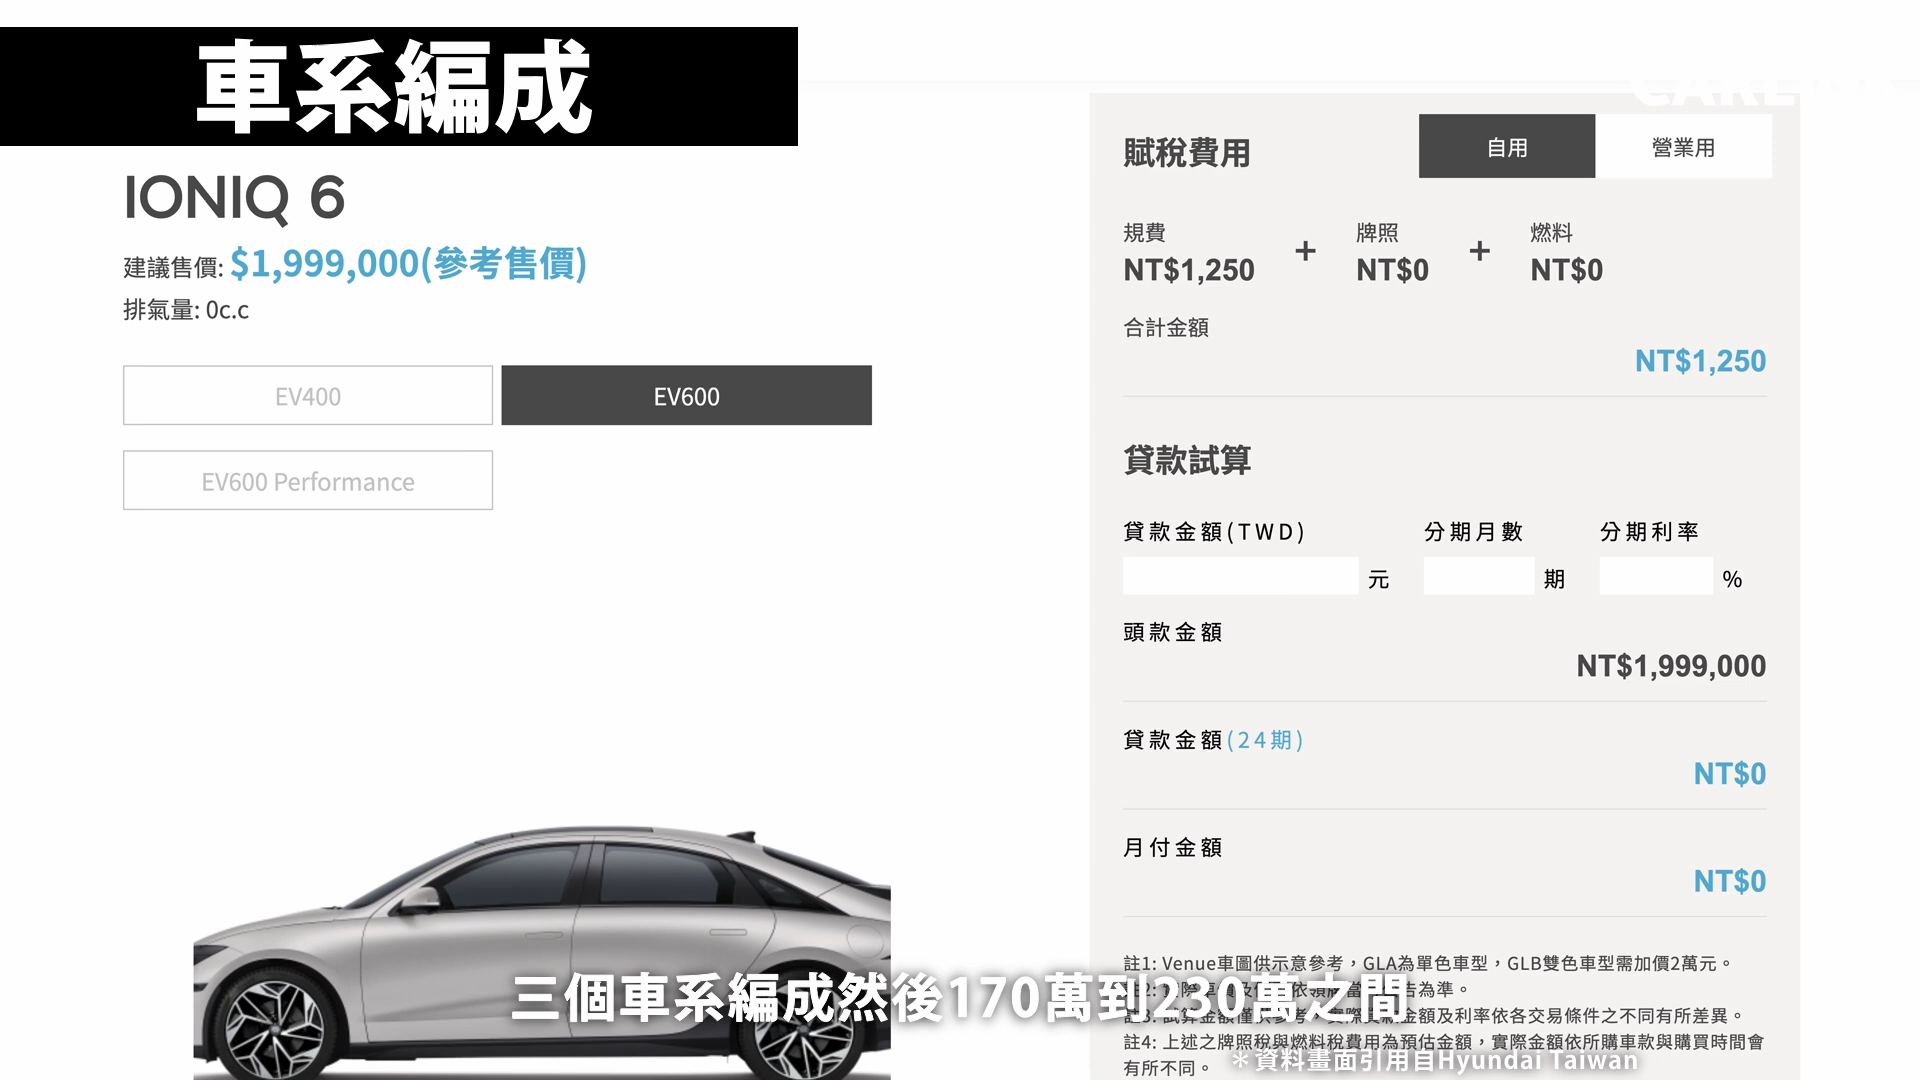 車系編成
IONIQ 6
建議售價: $1,999,000(參考售價)
排氣量: 0c.c
EV400
EV600
EV600 Performance
賦稅費用
自用
營業用
規費
+
牌照
+
燃料
NT$1,250
NT$0
NT$0
合計金額
NT$1,250
貸款試算
貸款金額(TWD)
分期月數
分期利率
元
期
%
頭款金額
NT$1,999,000
貸款金額(24期)
NT$0
月付金額
NT$0
註1: Venue車圖供示意參考，GLA為單色車型，GLB雙色車型需加價2萬元。
告為準。
金額及利率依各交易條件之不同有所差異。
註4: 上述之牌照稅與燃料稅費用為預估金額，實際金額依所購車款與購買時間會
有所不同。
三個車系編成然後170萬到230萬之間
＊資料畫面引用自Hyundai Taiwan